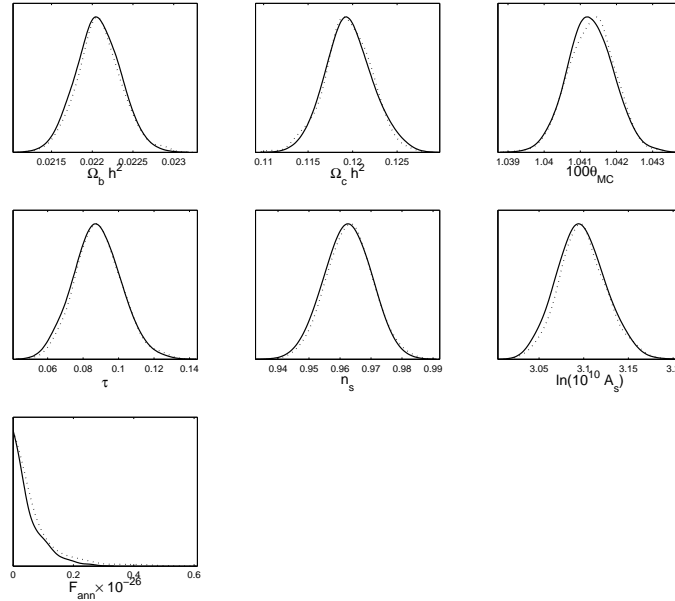 0.0215 0.022 0.0225 0.023
Ω_b h^2
0.11 0.115 0.12 0.125
Ω_c h^2
1.039 1.04 1.041 1.042 1.043
100θ_MC
0.06 0.08 0.1 0.12 0.14
τ
0.94 0.95 0.96 0.97 0.98 0.99
n_s
3.05 3.1 3.15
ln(10^10 A_s)
0 0.2 0.4 0.6
F_ann × 10^-26